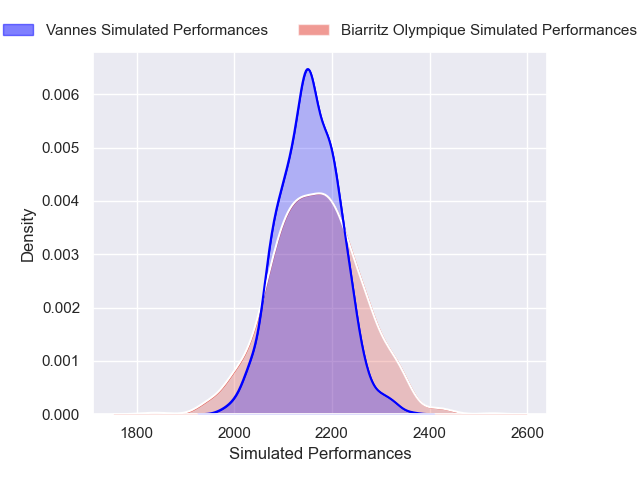 Vannes Simulated Performances
Biarritz Olympique Simulated Performances
0.006
0.005
0.004
0.003
0.002
0.001
0.000
Density
1800 2000 2200 2400 2600
Simulated Performances